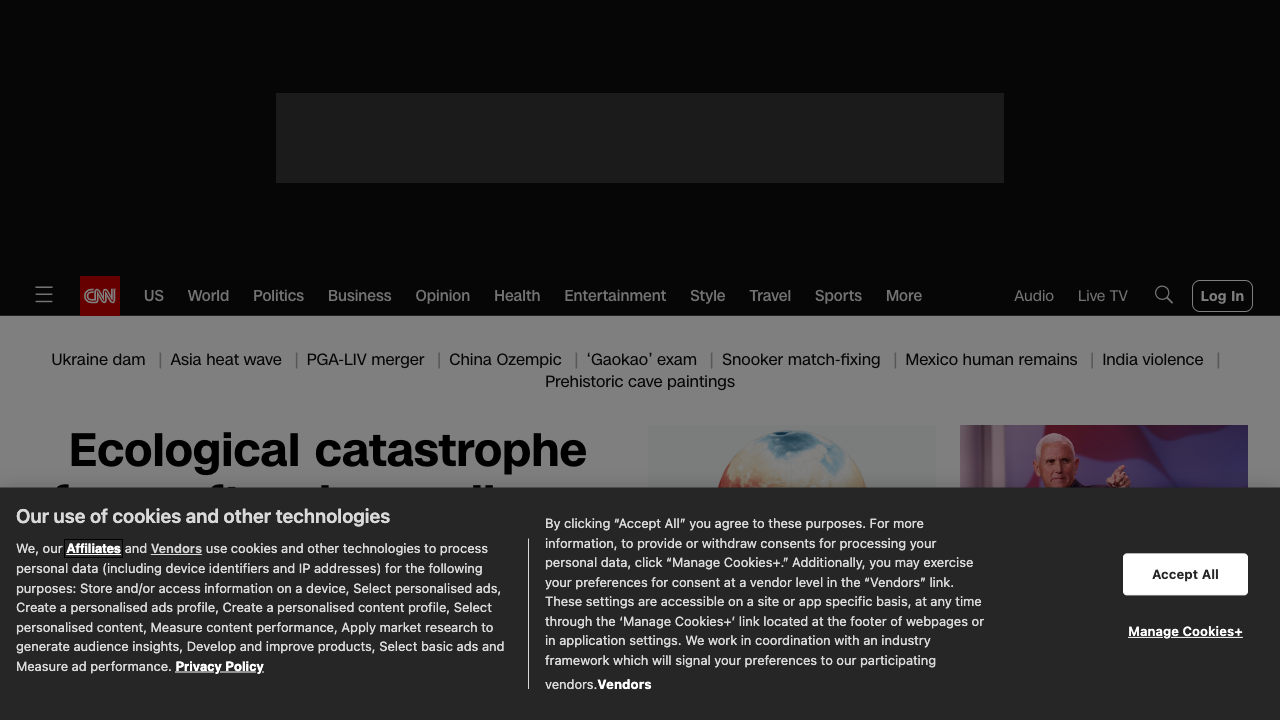 CNN
US World Politics Business Opinion Health Entertainment Style Travel Sports More Audio Live TV Log In
Ukraine dam | Asia heat wave | PGA-LIV merger | China Ozempic | ‘Gaokao’ exam | Snooker match-fixing | Mexico human remains | India violence |
Prehistoric cave paintings
Ecological catastrophe
Our use of cookies and other technologies
We, our Affiliates and Vendors use cookies and other technologies to process
personal data (including device identifiers and IP addresses) for the following
purposes: Store and/or access information on a device, Select personalised ads,
Create a personalised ads profile, Create a personalised content profile, Select
personalised content, Measure content performance, Apply market research to
generate audience insights, Develop and improve products, Select basic ads and
Measure ad performance. Privacy Policy
By clicking “Accept All” you agree to these purposes. For more
information, to provide or withdraw consents for processing your
personal data, click “Manage Cookies+.” Additionally, you may exercise
your preferences for consent at a vendor level in the “Vendors” link.
These settings are accessible on a site or app specific basis, at any time
through the ‘Manage Cookies+’ link located at the footer of webpages or
in application settings. We work in coordination with an industry
framework which will signal your preferences to our participating
vendors.Vendors
Accept All
Manage Cookies+